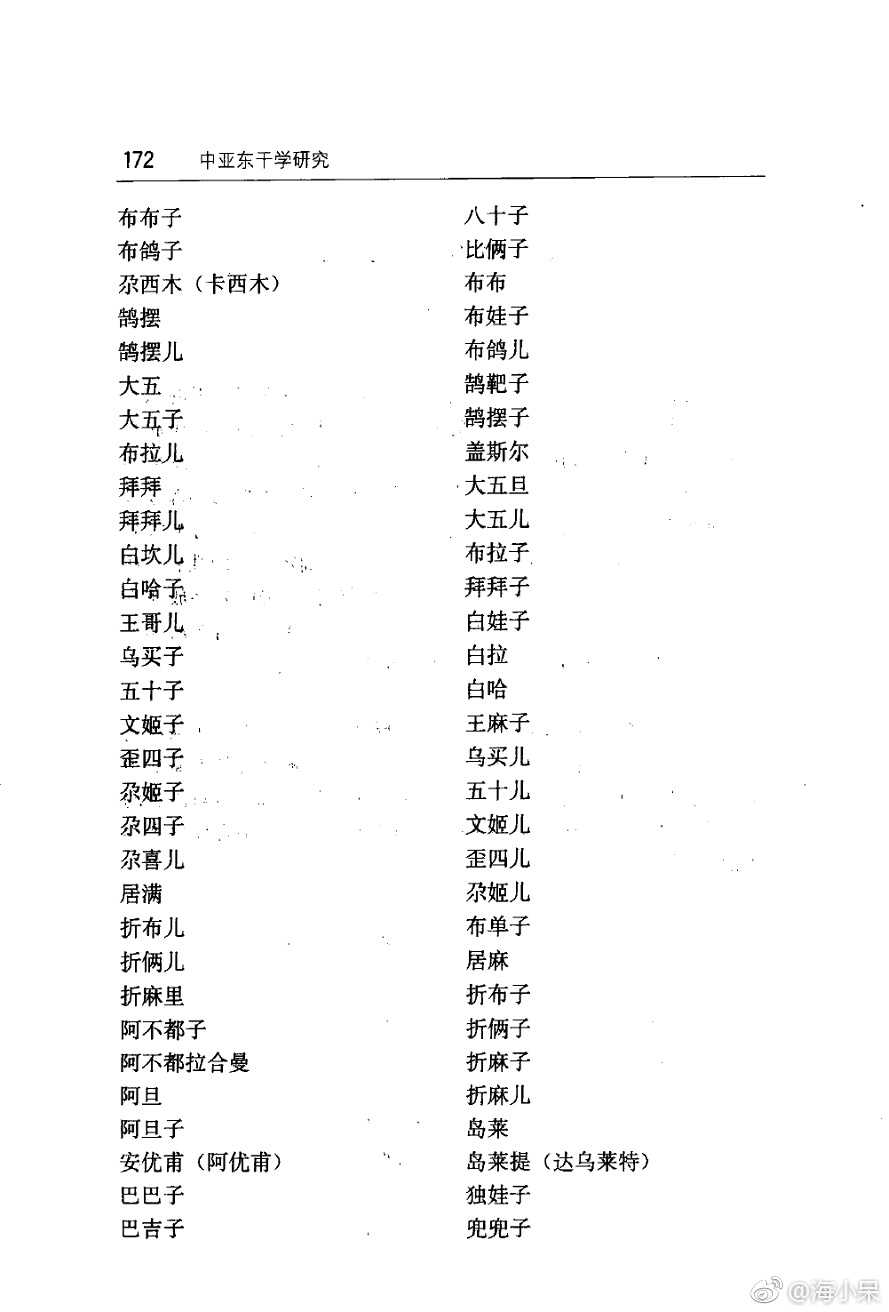 172 中亚东干学研究
布布子 八十子
布鸽子 比俩子
尕西木（卡西木） 布布
鹄摆 布娃子
鹄摆儿 布鸽儿
大五 鹄靶子
大五子 鹄摆子
布拉儿 盖斯尔
拜拜 大五旦
拜拜儿 大五儿
白坎儿 布拉子
白哈子 拜拜子
王哥儿 白娃子
乌买子 白拉
五十子 白哈
文姬子 王麻子
歪四子 乌买儿
尕姬子 五十儿
尕四子 文姬儿
尕喜儿 歪四儿
居满 尕姬儿
折布儿 布单子
折俩儿 居麻
折麻里 折布子
阿不都子 折俩子
阿不都拉合曼 折麻子
阿旦 折麻儿
阿旦子 岛莱
安优甫（阿优甫） 岛莱提（达乌莱特）
巴巴子 独娃子
巴吉子 兜兜子
@海小呆